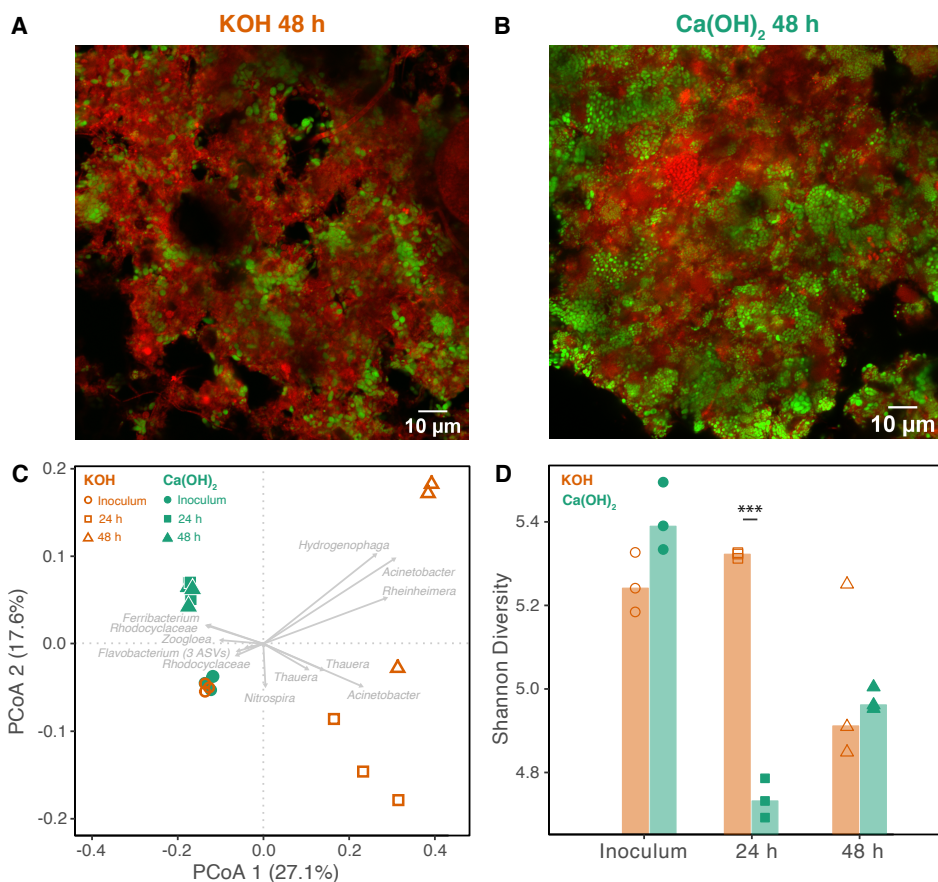 A
KOH 48 h
B
Ca(OH)₂ 48 h
10 µm
10 µm
C
KOH
Ca(OH)₂
Inoculum
Inoculum
24 h
24 h
48 h
48 h
Hydrogenophaga
Acinetobacter
Rheinheimera
Ferribacterium
Rhodocyclaceae
Zoogloea
Flavobacterium (3 ASVs)
Rhodocyclaceae
Thauera
Thauera
Nitrospira
Acinetobacter
PCoA 2 (17.6%)
0.2
0.1
0.0
-0.1
-0.2
-0.4
-0.2
0.0
0.2
0.4
PCoA 1 (27.1%)
D
KOH
Ca(OH)₂
***
Shannon Diversity
5.4
5.2
5.0
4.8
Inoculum
24 h
48 h